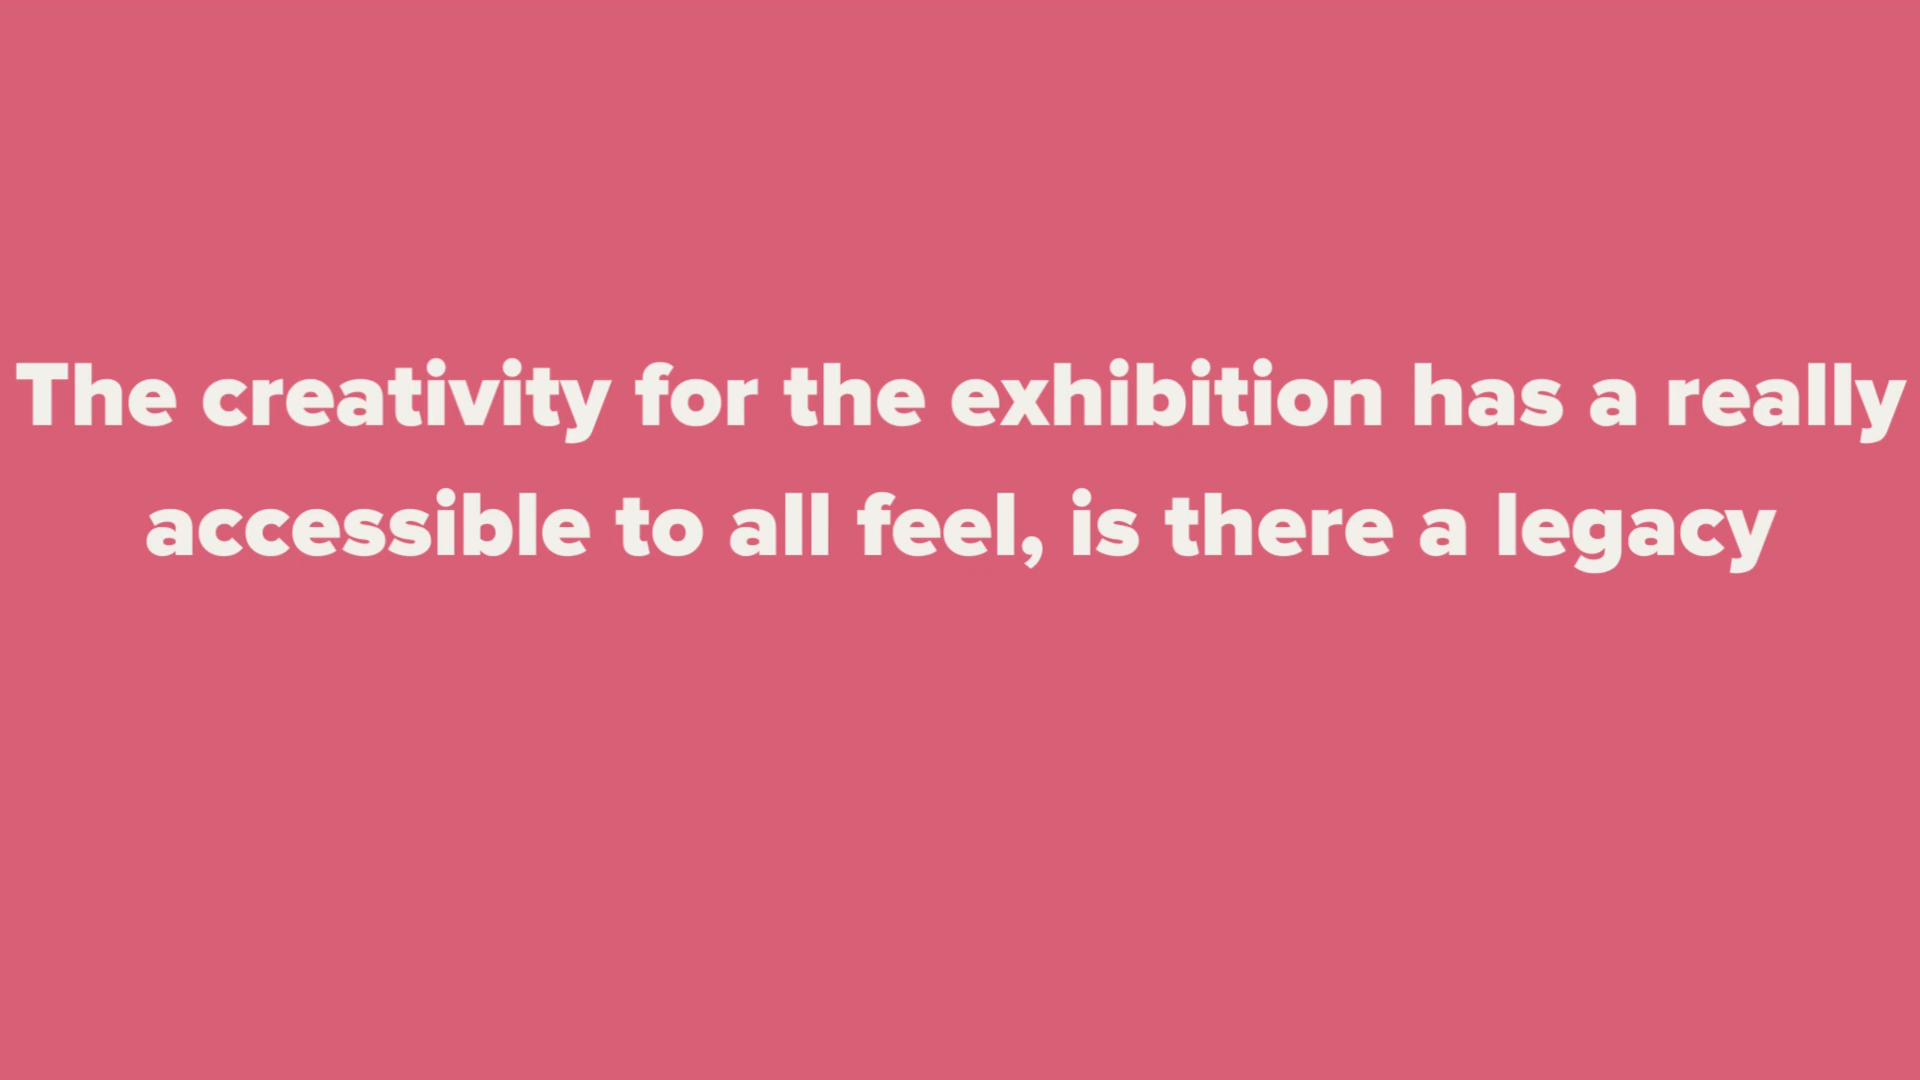 The creativity for the exhibition has a really
accessible to all feel, is there a legacy